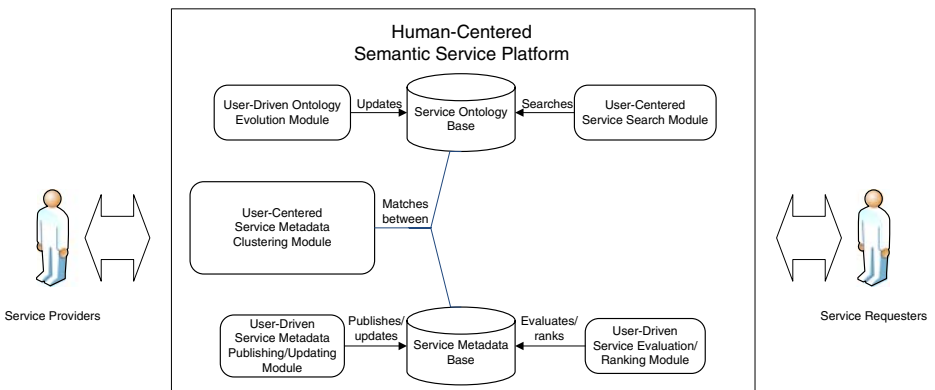 Human-Centered
Semantic Service Platform
User-Driven Ontology
Evolution Module
Updates
Service Ontology
Base
Searches
User-Centered
Service Search Module
User-Centered
Service Metadata
Clustering Module
Matches
between
Service Providers
Service Requesters
User-Driven
Service Metadata
Publishing/Updating
Module
Publishes/
updates
Service Metadata
Base
Evaluates/
ranks
User-Driven
Service Evaluation/
Ranking Module